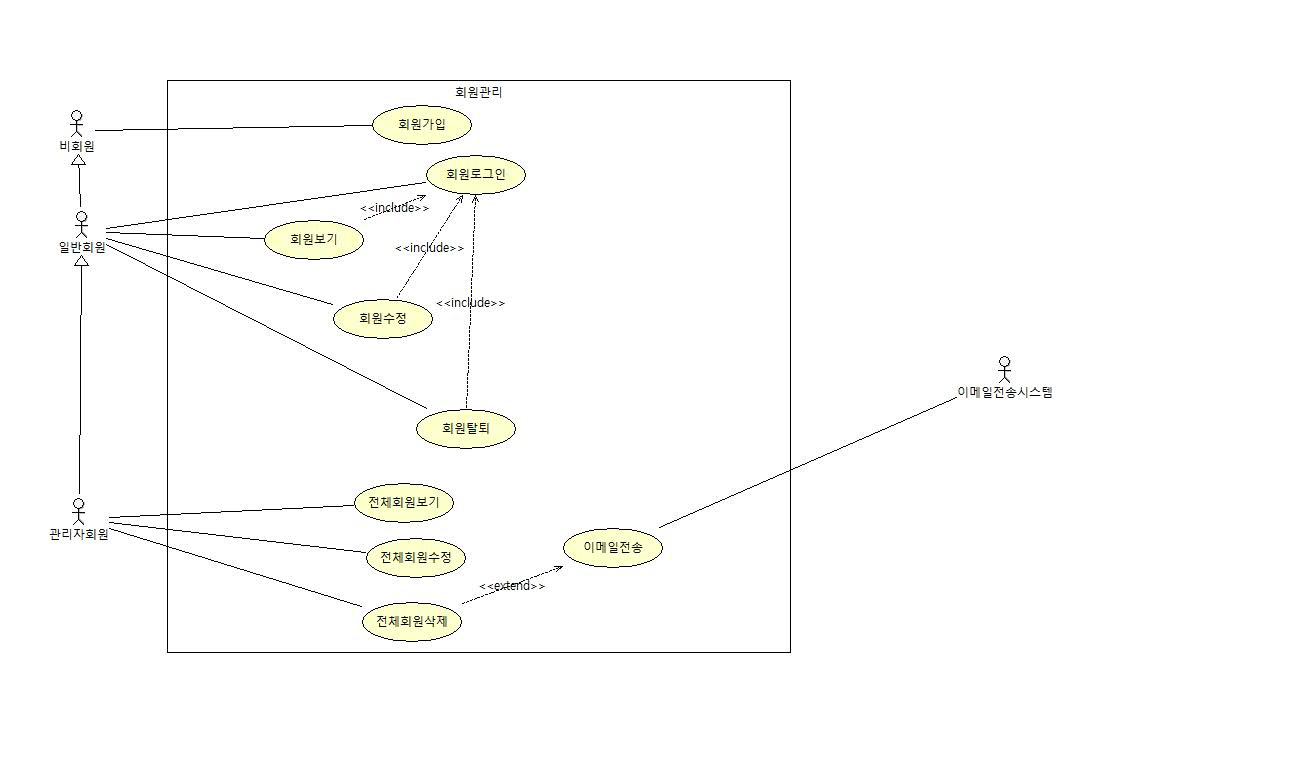 회원관리
회원가입
비회원
회원로그인
<<include>>
회원보기
일반회원
<<include>>
<<include>>
회원수정
이메일전송시스템
회원탈퇴
전체회원보기
관리자회원
이메일전송
전체회원수정
<<extend>>
전체회원삭제